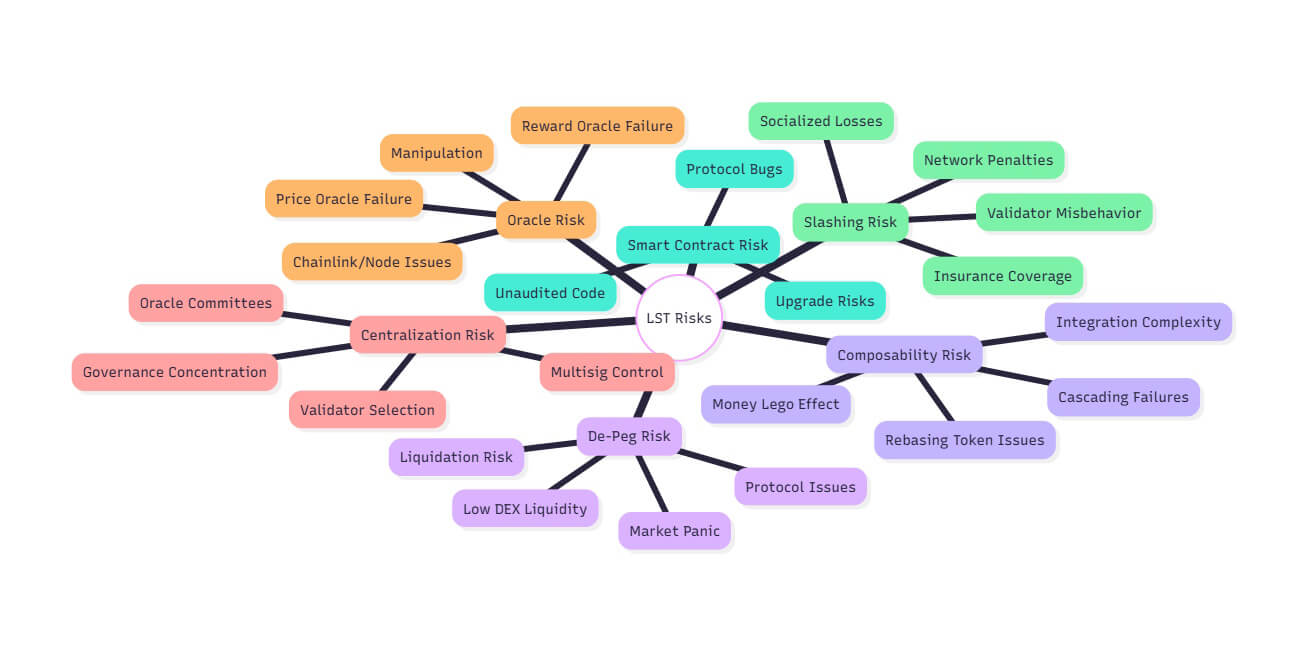 Socialized Losses
Reward Oracle Failure
Manipulation
Network Penalties
Protocol Bugs
Price Oracle Failure
Validator Misbehavior
Oracle Risk
Slashing Risk
Smart Contract Risk
Chainlink/Node Issues
Insurance Coverage
Unaudited Code
Upgrade Risks
Oracle Committees
LST Risks
Integration Complexity
Centralization Risk
Composability Risk
Governance Concentration
Multisig Control
Cascading Failures
Money Lego Effect
Validator Selection
De-Peg Risk
Rebasing Token Issues
Liquidation Risk
Protocol Issues
Low DEX Liquidity
Market Panic